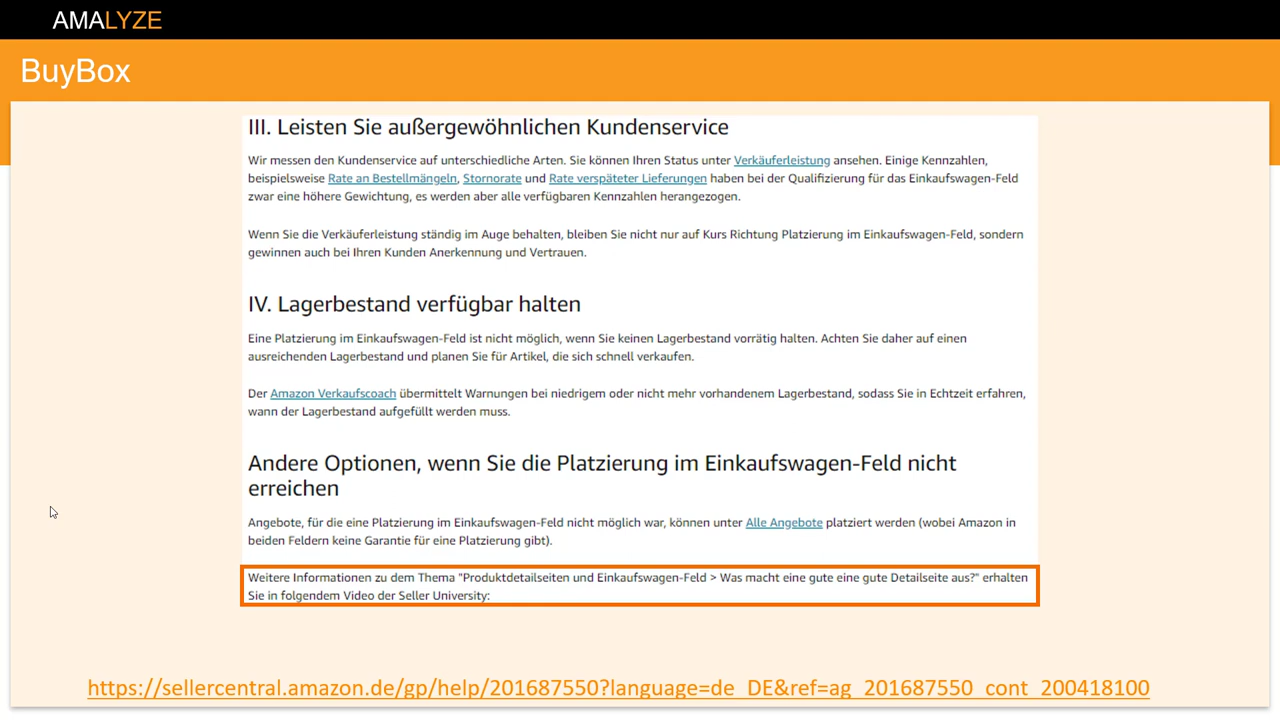 AMALYZE
BuyBox
III. Leisten Sie außergewöhnlichen Kundenservice
Wir messen den Kundenservice auf unterschiedliche Arten. Sie können Ihren Status unter Verkäuferleistung ansehen. Einige Kennzahlen,
beispielsweise Rate an Bestellmängeln, Stornorate und Rate verspäteter Lieferungen haben bei der Qualifizierung für das Einkaufswagen-Feld
zwar eine höhere Gewichtung, es werden aber alle verfügbaren Kennzahlen herangezogen.
Wenn Sie die Verkäuferleistung ständig im Auge behalten, bleiben Sie nicht nur auf Kurs Richtung Platzierung im Einkaufswagen-Feld, sondern
gewinnen auch bei Ihren Kunden Anerkennung und Vertrauen.
IV. Lagerbestand verfügbar halten
Eine Platzierung im Einkaufswagen-Feld ist nicht möglich, wenn Sie keinen Lagerbestand vorrätig halten. Achten Sie daher auf einen
ausreichenden Lagerbestand und planen Sie für Artikel, die sich schnell verkaufen.
Der Amazon Verkaufscoach übermittelt Warnungen bei niedrigem oder nicht mehr vorhandenem Lagerbestand, sodass Sie in Echtzeit erfahren,
wann der Lagerbestand aufgefüllt werden muss.
Andere Optionen, wenn Sie die Platzierung im Einkaufswagen-Feld nicht
erreichen
Angebote, für die eine Platzierung im Einkaufswagen-Feld nicht möglich war, können unter Alle Angebote platziert werden (wobei Amazon in
beiden Feldern keine Garantie für eine Platzierung gibt).
Weitere Informationen zu dem Thema "Produktdetailseiten und Einkaufswagen-Feld > Was macht eine gute eine gute Detailseite aus?" erhalten
Sie in folgendem Video der Seller University:
https://sellercentral.amazon.de/gp/help/201687550?language=de_DE&ref=ag_201687550_cont_200418100